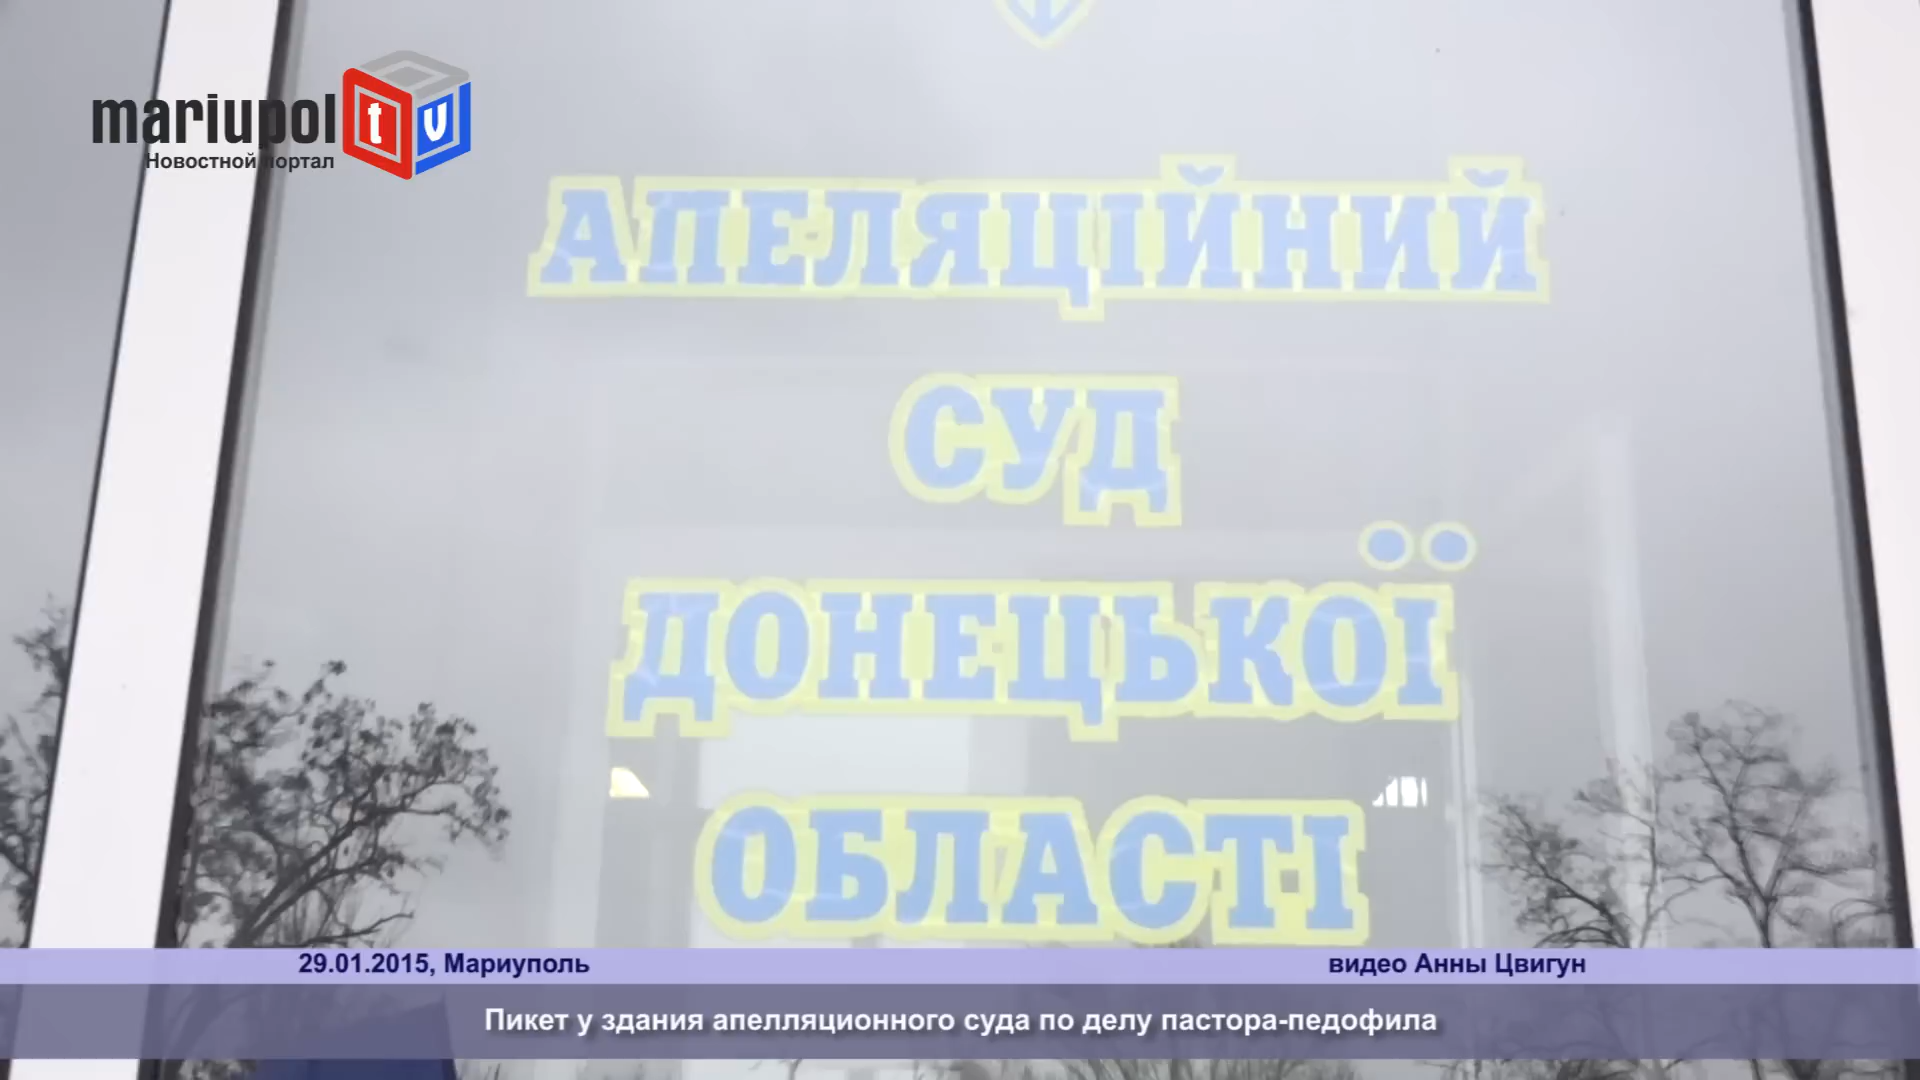 mariupol tv
Новостной портал
АПЕЛЯЦІЙНИЙ
СУД
ДОНЕЦЬКОЇ
ОБЛАСТІ
29.01.2015, Мариуполь
видео Анны Цвигун
Пикет у здания апелляционного суда по делу пастора-педофила